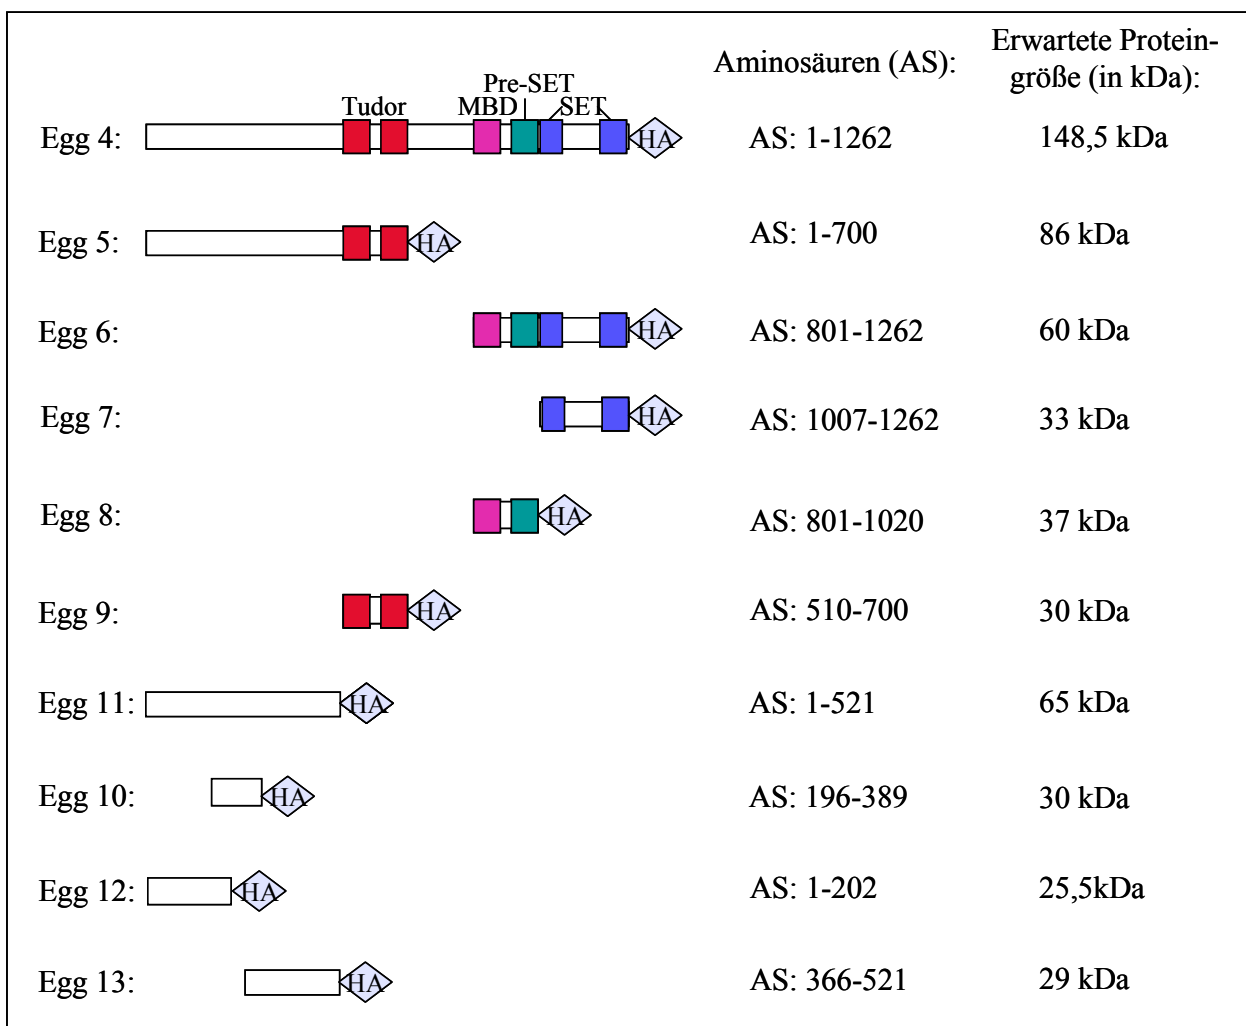 Aminosäuren (AS):
Erwartete Protein-
größe (in kDa):
Pre-SET
Tudor MBD SET
Egg 4: HA AS: 1-1262 148,5 kDa
Egg 5: HA AS: 1-700 86 kDa
Egg 6: HA AS: 801-1262 60 kDa
Egg 7: HA AS: 1007-1262 33 kDa
Egg 8: HA AS: 801-1020 37 kDa
Egg 9: HA AS: 510-700 30 kDa
Egg 11: HA AS: 1-521 65 kDa
Egg 10: HA AS: 196-389 30 kDa
Egg 12: HA AS: 1-202 25,5kDa
Egg 13: HA AS: 366-521 29 kDa